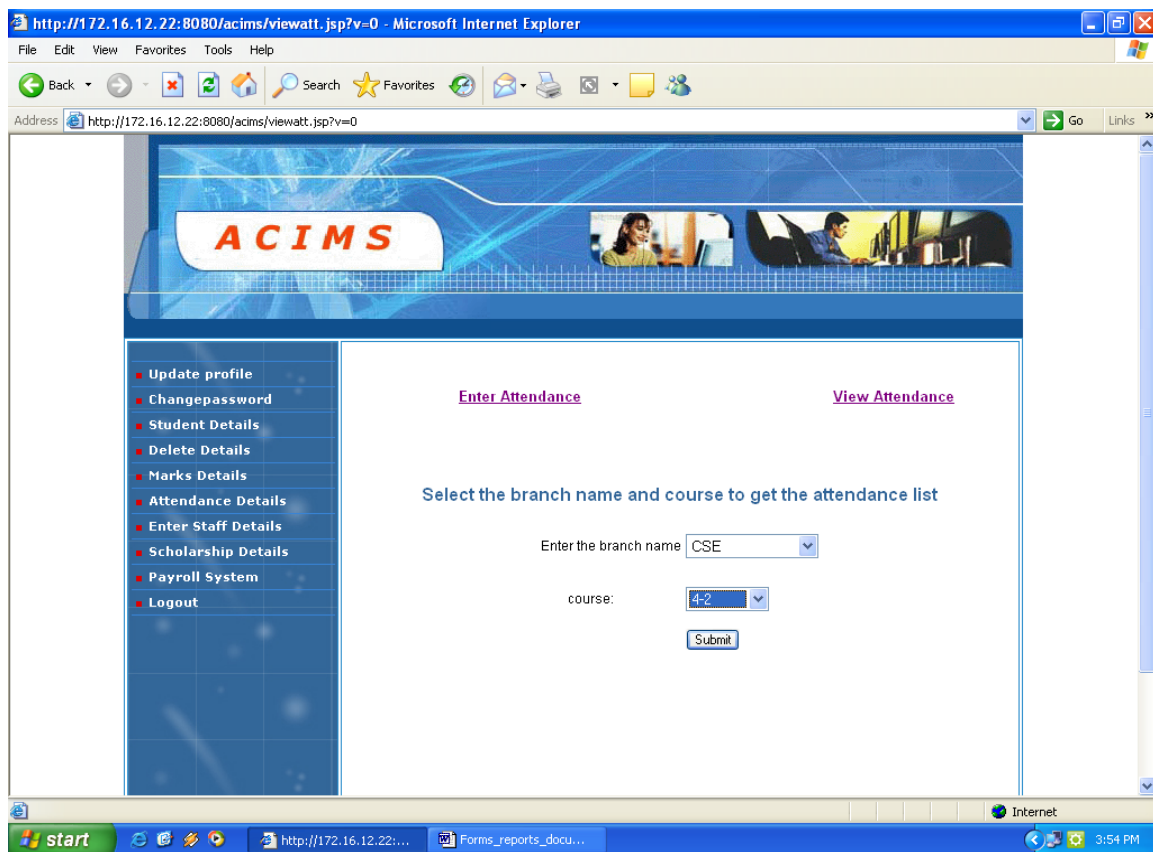 http://172.16.12.22:8080/acims/viewatt.jsp?v=0 - Microsoft Internet Explorer
File Edit View Favorites Tools Help
Back Search Favorites
Address http://172.16.12.22:8080/acims/viewatt.jsp?v=0 Go Links »
ACIMS
Update profile
Changepassword
Student Details
Delete Details
Marks Details
Attendance Details
Enter Staff Details
Scholarship Details
Payroll System
Logout
Enter Attendance View Attendance
Select the branch name and course to get the attendance list
Enter the branch name CSE
course: 4-2
Submit
Internet
start http://172.16.12.22:... Forms_reports_docu... 3:54 PM